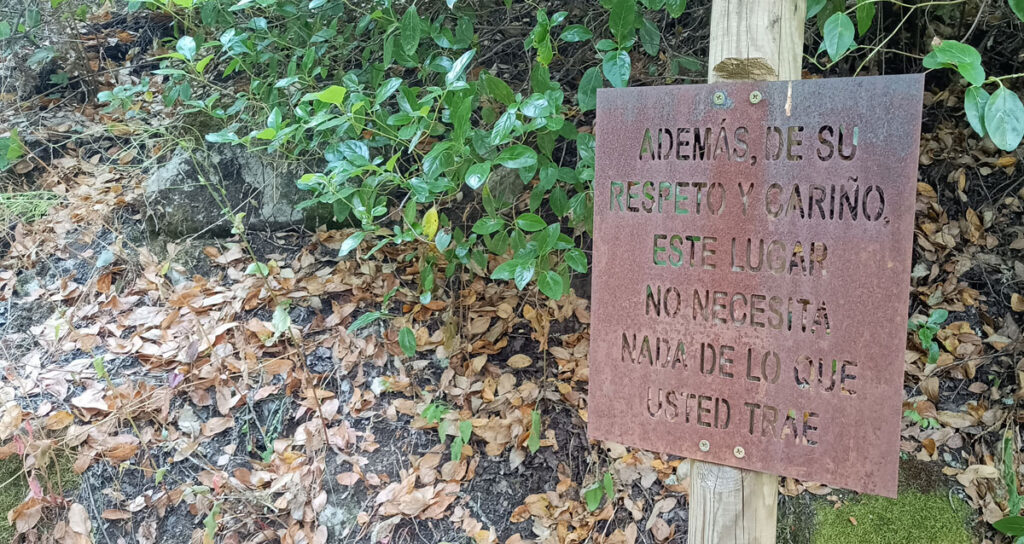 ADEMÁS, DE SU
RESPETO Y CARIÑO,
ESTE LUGAR
NO NECESITA
NADA DE LO QUE
USTED TRAE